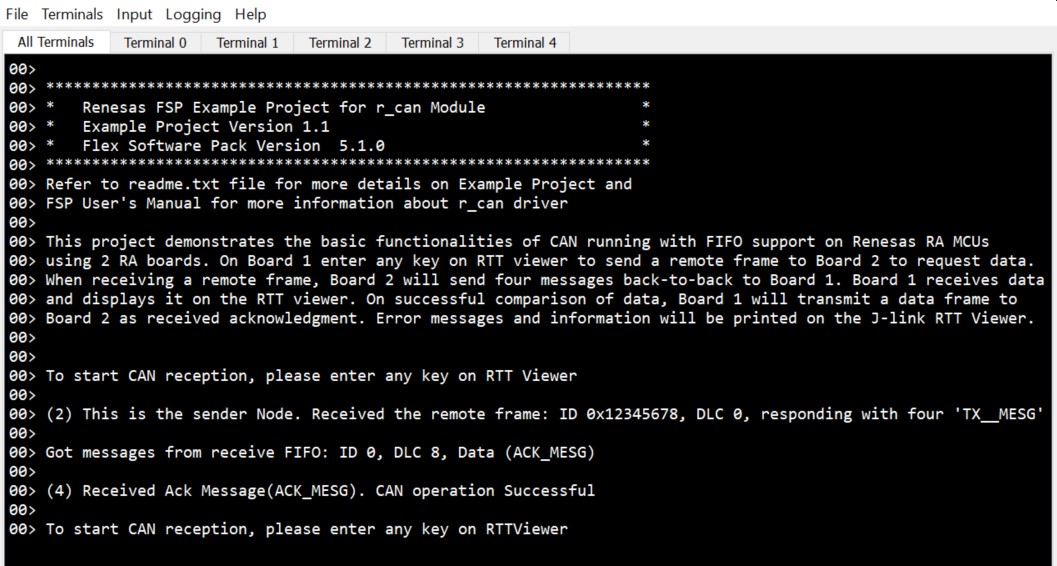 File Terminals Input Logging Help
All Terminals Terminal 0 Terminal 1 Terminal 2 Terminal 3 Terminal 4
00>
00> ******************************************************************
00> *   Renesas FSP Example Project for r_can Module                 *
00> *   Example Project Version 1.1                                  *
00> *   Flex Software Pack Version  5.1.0                            *
00> ******************************************************************
00> Refer to readme.txt file for more details on Example Project and
00> FSP User's Manual for more information about r_can driver
00>
00> This project demonstrates the basic functionalities of CAN running with FIFO support on Renesas RA MCUs
00> using 2 RA boards. On Board 1 enter any key on RTT viewer to send a remote frame to Board 2 to request data.
00> When receiving a remote frame, Board 2 will send four messages back-to-back to Board 1. Board 1 receives data
00> and displays it on the RTT viewer. On successful comparison of data, Board 1 will transmit a data frame to
00> Board 2 as received acknowledgment. Error messages and information will be printed on the J-link RTT Viewer.
00>
00>
00> To start CAN reception, please enter any key on RTT Viewer
00>
00> (2) This is the sender Node. Received the remote frame: ID 0x12345678, DLC 0, responding with four 'TX__MESG'
00>
00> Got messages from receive FIFO: ID 0, DLC 8, Data (ACK_MESG)
00>
00> (4) Received Ack Message(ACK_MESG). CAN operation Successful
00>
00> To start CAN reception, please enter any key on RTTViewer